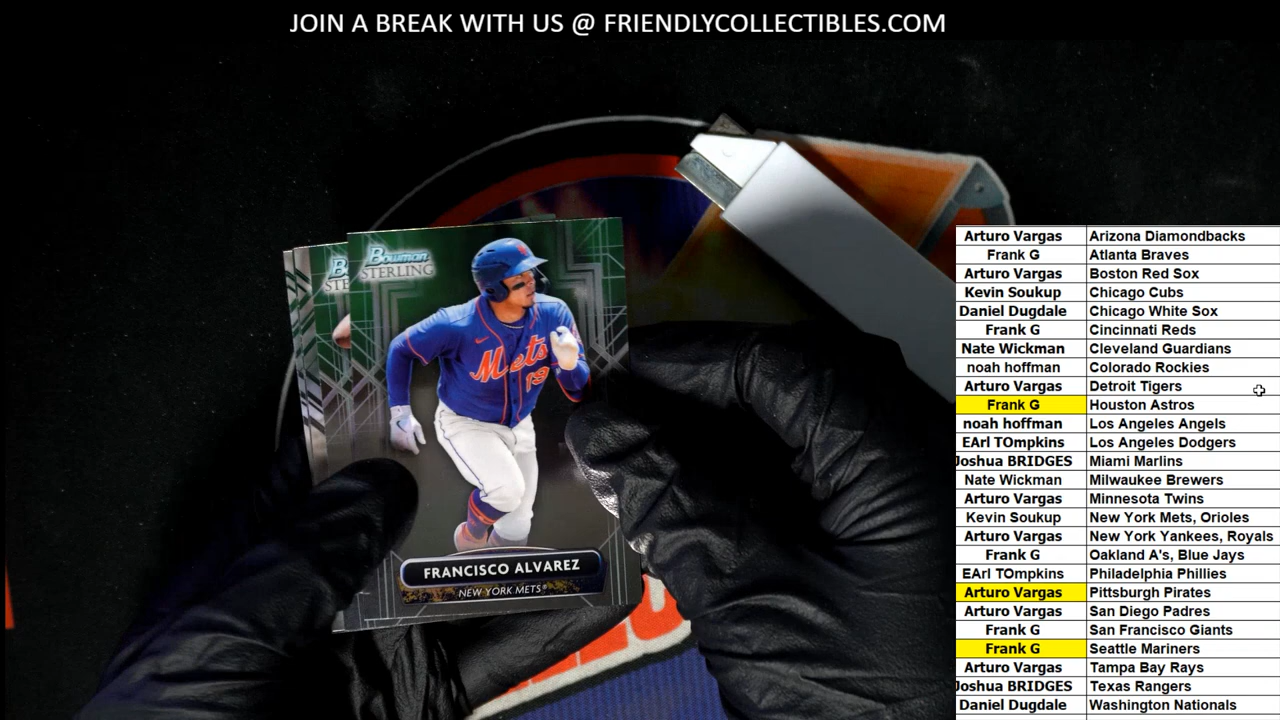 JOIN A BREAK WITH US @ FRIENDLYCOLLECTIBLES.COM
Bowman
STERLING
B
STE
Mets
19
FRANCISCO ALVAREZ
NEW YORK METS
Arturo Vargas Arizona Diamondbacks
Frank G Atlanta Braves
Arturo Vargas Boston Red Sox
Kevin Soukup Chicago Cubs
Daniel Dugdale Chicago White Sox
Frank G Cincinnati Reds
Nate Wickman Cleveland Guardians
noah hoffman Colorado Rockies
Arturo Vargas Detroit Tigers
Frank G Houston Astros
noah hoffman Los Angeles Angels
EArl TOmpkins Los Angeles Dodgers
Joshua BRIDGES Miami Marlins
Nate Wickman Milwaukee Brewers
Arturo Vargas Minnesota Twins
Kevin Soukup New York Mets, Orioles
Arturo Vargas New York Yankees, Royals
Frank G Oakland A's, Blue Jays
EArl TOmpkins Philadelphia Phillies
Arturo Vargas Pittsburgh Pirates
Arturo Vargas San Diego Padres
Frank G San Francisco Giants
Frank G Seattle Mariners
Arturo Vargas Tampa Bay Rays
Joshua BRIDGES Texas Rangers
Daniel Dugdale Washington Nationals